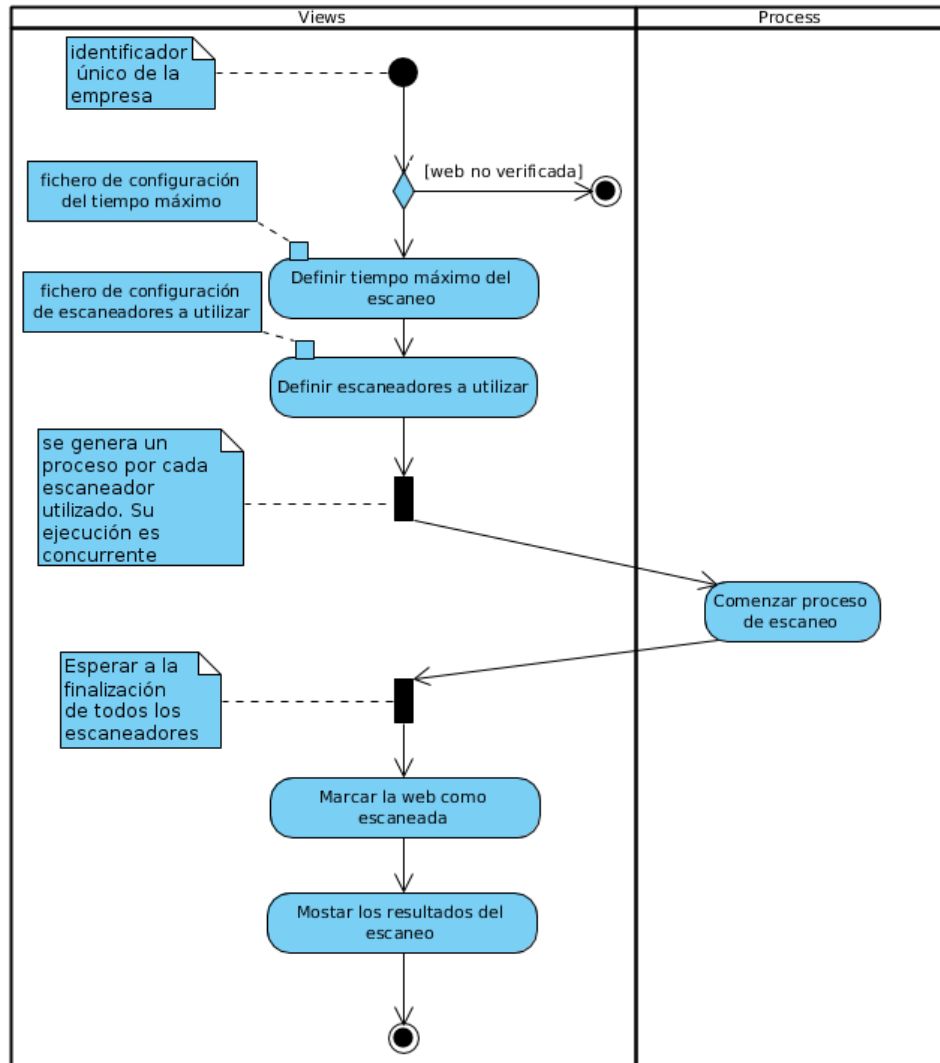 Views
Process
identificador
único de la
empresa
[web no verificada]
fichero de configuración
del tiempo máximo
Definir tiempo máximo del
escaneo
fichero de configuración
de escaneadores a utilizar
Definir escaneadores a utilizar
se genera un
proceso por cada
escaneador
utilizado. Su
ejecución es
concurrente
Comenzar proceso
de escaneo
Esperar a la
finalización
de todos los
escaneadores
Marcar la web como
escaneada
Mostar los resultados del
escaneo